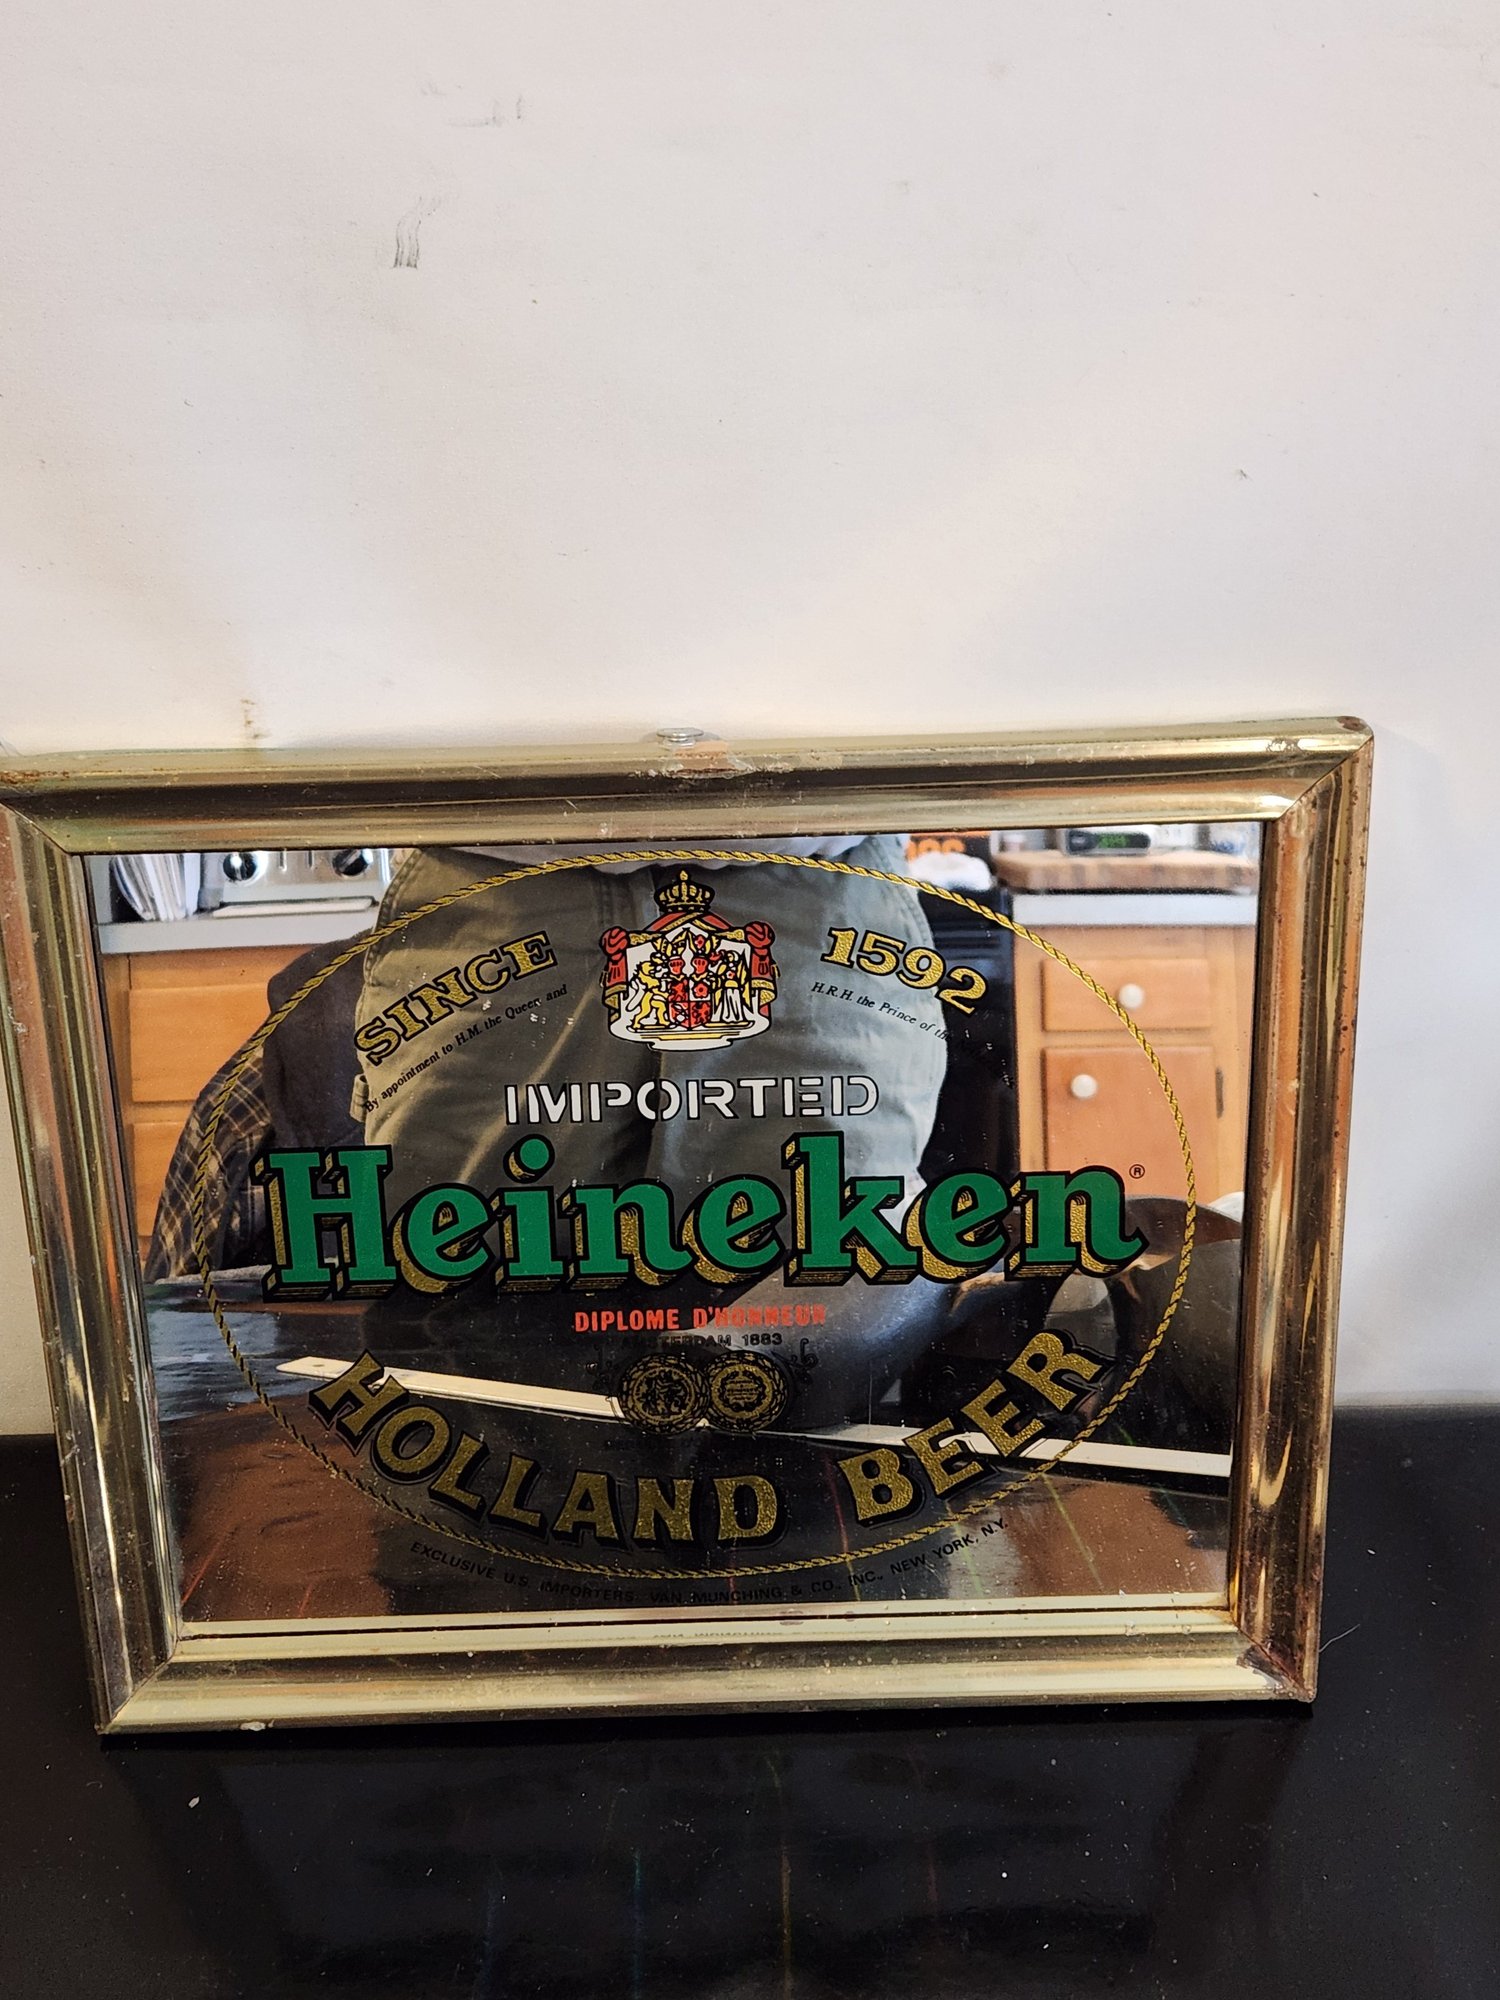 SINCE 1592
By appointment to H.M. the Queen and
H.R.H. the Prince of the
IMPORTED
Heineken®
DIPLOME D'HONNEUR
AMSTERDAM 1883
HOLLAND BEER
EXCLUSIVE U.S. IMPORTERS: VAN MUNCHING & CO., INC., NEW YORK, N.Y.